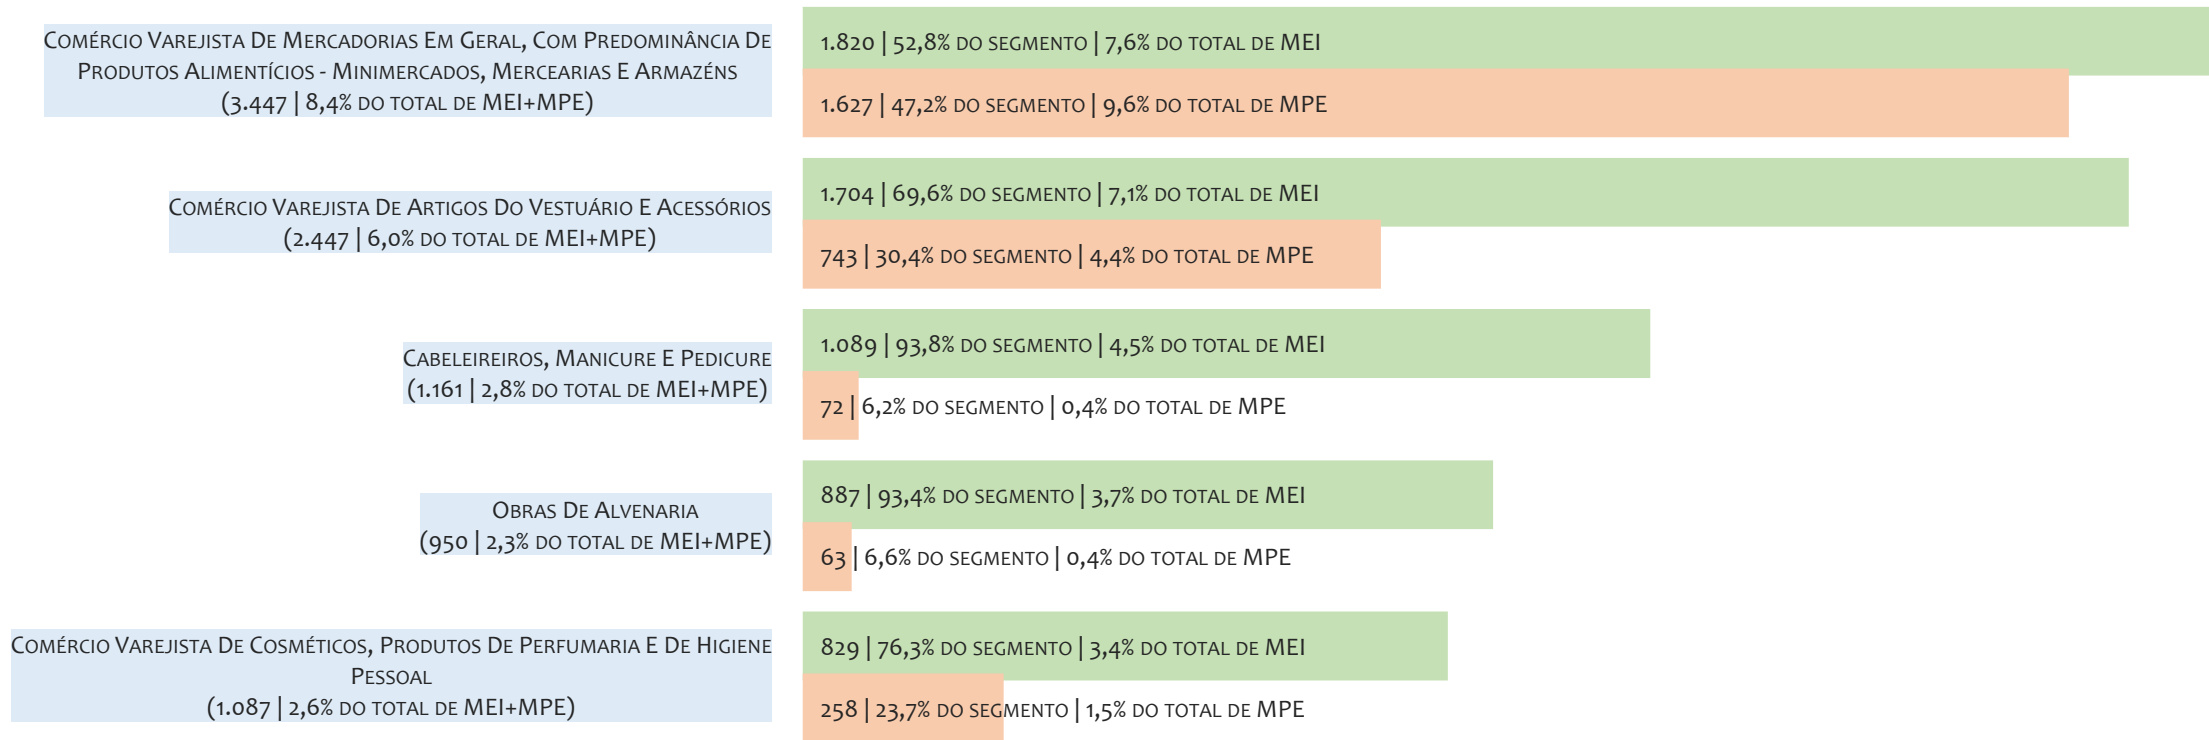 Comércio Varejista De Mercadorias Em Geral, Com Predominância De
Produtos Alimentícios - Minimercados, Mercearias E Armazéns
(3.447 | 8,4% do total de MEI+MPE)
1.820 | 52,8% do segmento | 7,6% do total de MEI
1.627 | 47,2% do segmento | 9,6% do total de MPE
Comércio Varejista De Artigos Do Vestuário E Acessórios
(2.447 | 6,0% do total de MEI+MPE)
1.704 | 69,6% do segmento | 7,1% do total de MEI
743 | 30,4% do segmento | 4,4% do total de MPE
Cabeleireiros, Manicure E Pedicure
(1.161 | 2,8% do total de MEI+MPE)
1.089 | 93,8% do segmento | 4,5% do total de MEI
72 | 6,2% do segmento | 0,4% do total de MPE
Obras De Alvenaria
(950 | 2,3% do total de MEI+MPE)
887 | 93,4% do segmento | 3,7% do total de MEI
63 | 6,6% do segmento | 0,4% do total de MPE
Comércio Varejista De Cosméticos, Produtos De Perfumaria E De Higiene
Pessoal
(1.087 | 2,6% do total de MEI+MPE)
829 | 76,3% do segmento | 3,4% do total de MEI
258 | 23,7% do segmento | 1,5% do total de MPE